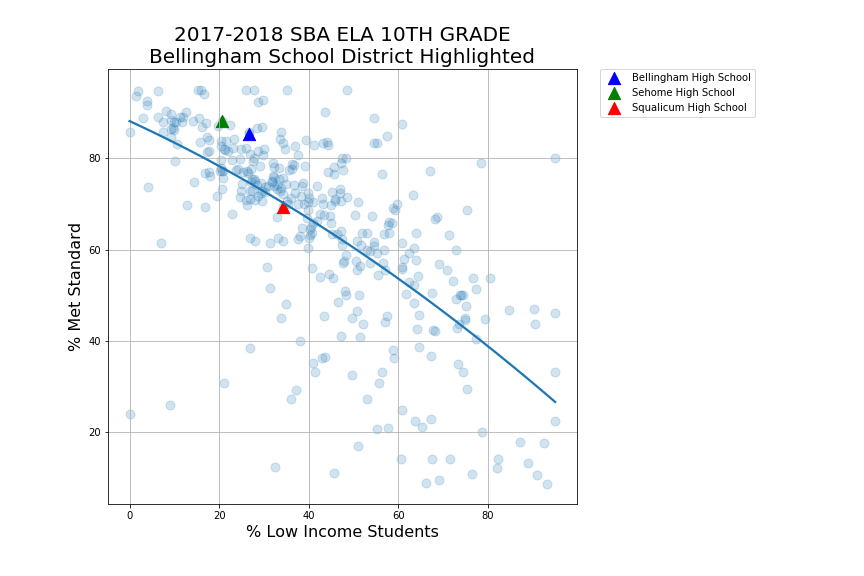 2017-2018 SBA ELA 10TH GRADE
Bellingham School District Highlighted
Bellingham High School
Sehome High School
Squalicum High School
% Met Standard
80
60
40
20
0
20
40
60
80
% Low Income Students